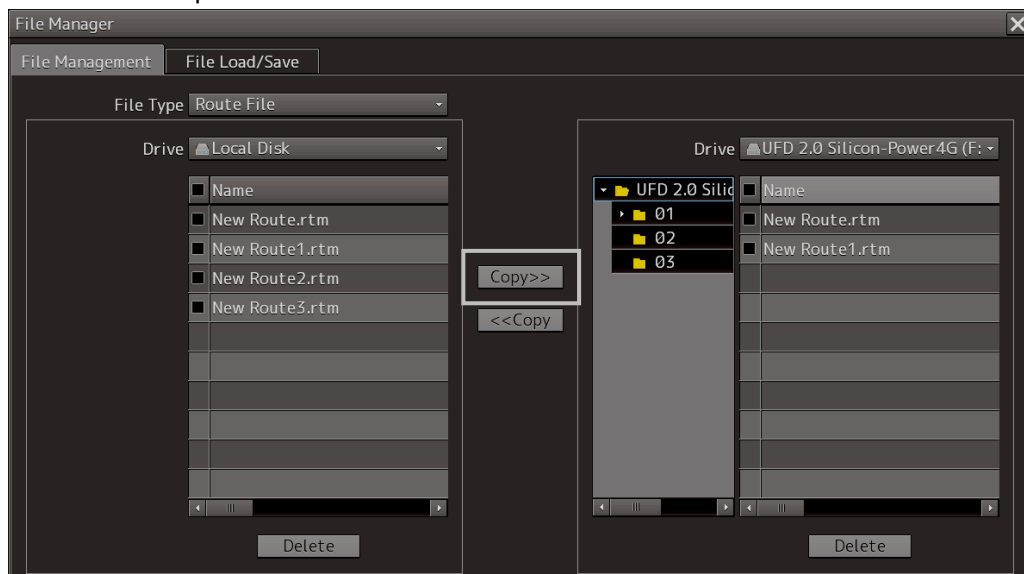 File Manager
File Management File Load/Save
File Type Route File
Drive Local Disk
Name
New Route.rtm
New Route1.rtm
New Route2.rtm
New Route3.rtm
Delete
Copy>>
<<Copy
Drive UFD 2.0 Silicon-Power4G (F:
UFD 2.0 Silic
01
02
03
Name
New Route.rtm
New Route1.rtm
Delete